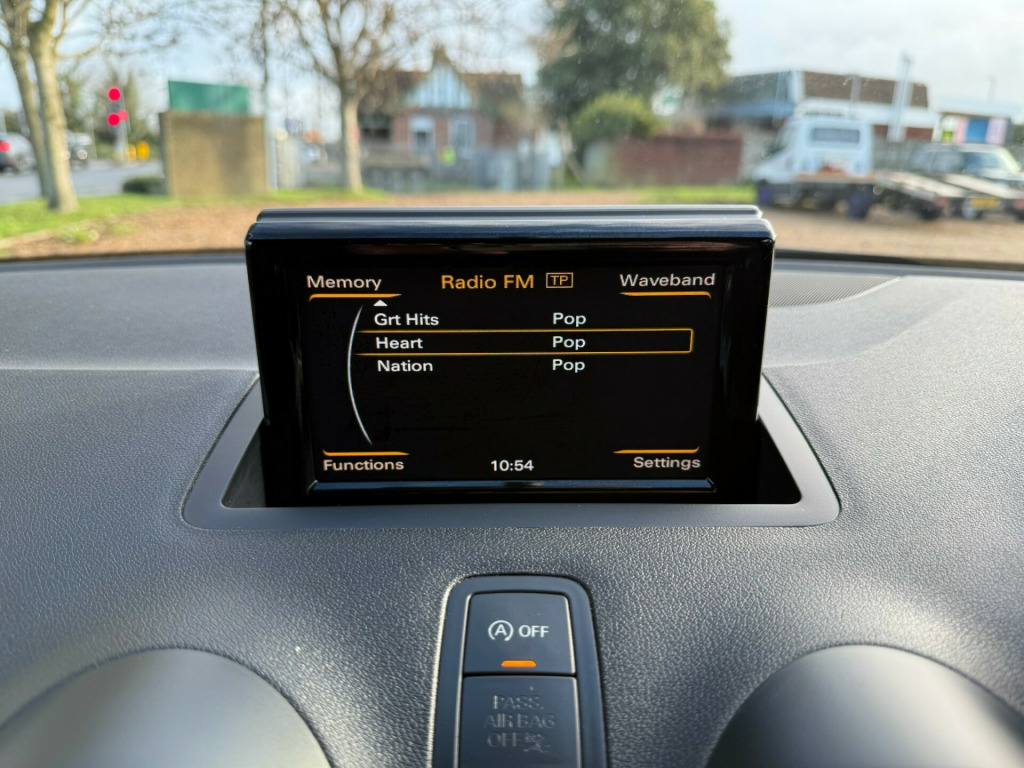 Memory Radio FM TP Waveband
Grt Hits Pop
Heart Pop
Nation Pop
Functions 10:54 Settings
A OFF
PASS.
AIR BAG
OFF